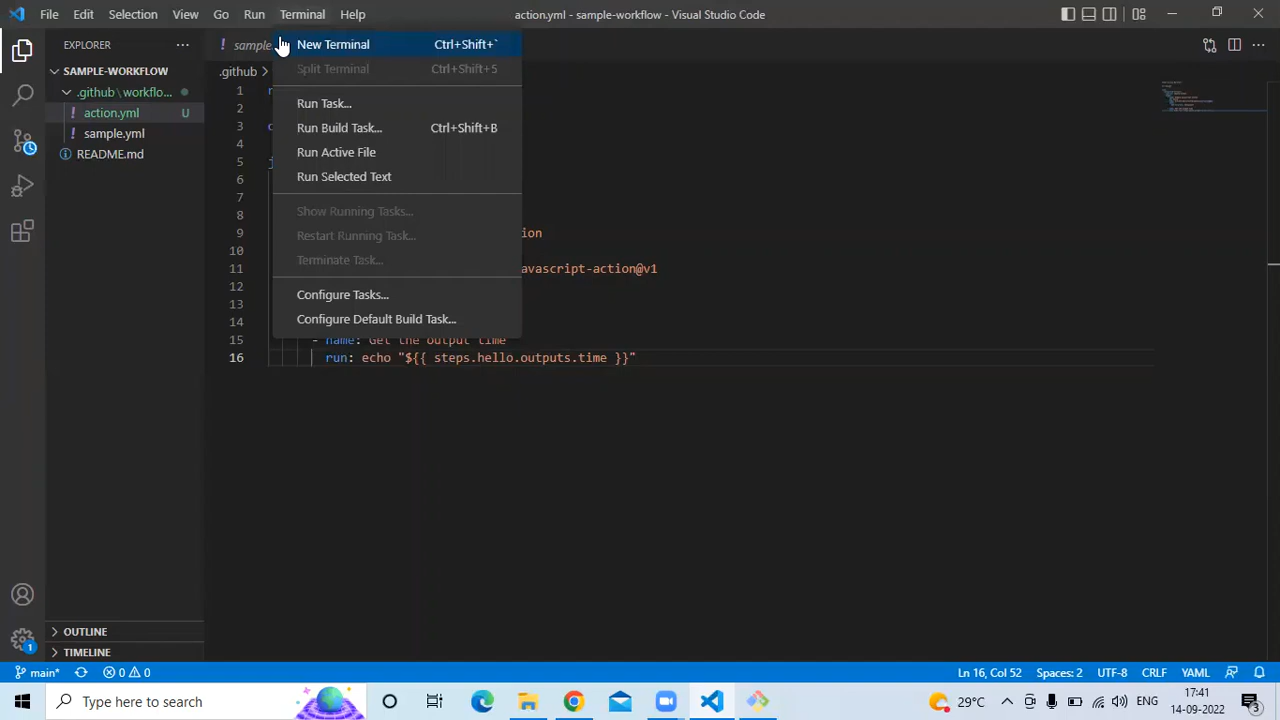 File Edit Selection View Go Run Terminal Help action.yml - sample-workflow - Visual Studio Code
EXPLORER
sample.
New Terminal Ctrl+Shift+`
Split Terminal Ctrl+Shift+5
Run Task...
Run Build Task... Ctrl+Shift+B
Run Active File
Run Selected Text
Show Running Tasks...
Restart Running Task...
Terminate Task...
Configure Tasks...
Configure Default Build Task...
SAMPLE-WORKFLOW
.github\workflo...
action.yml U
sample.yml
README.md
.github >
1
2
3
4
5
6
7
8
9 ion
10
11 avascript-action@v1
12
13
14
15 - name: Get the output time
16 run: echo "${{ steps.hello.outputs.time }}"
OUTLINE
TIMELINE
1
main* 0 0 Ln 16, Col 52 Spaces: 2 UTF-8 CRLF YAML
Type here to search
29°C
ENG
17:41
14-09-2022
3